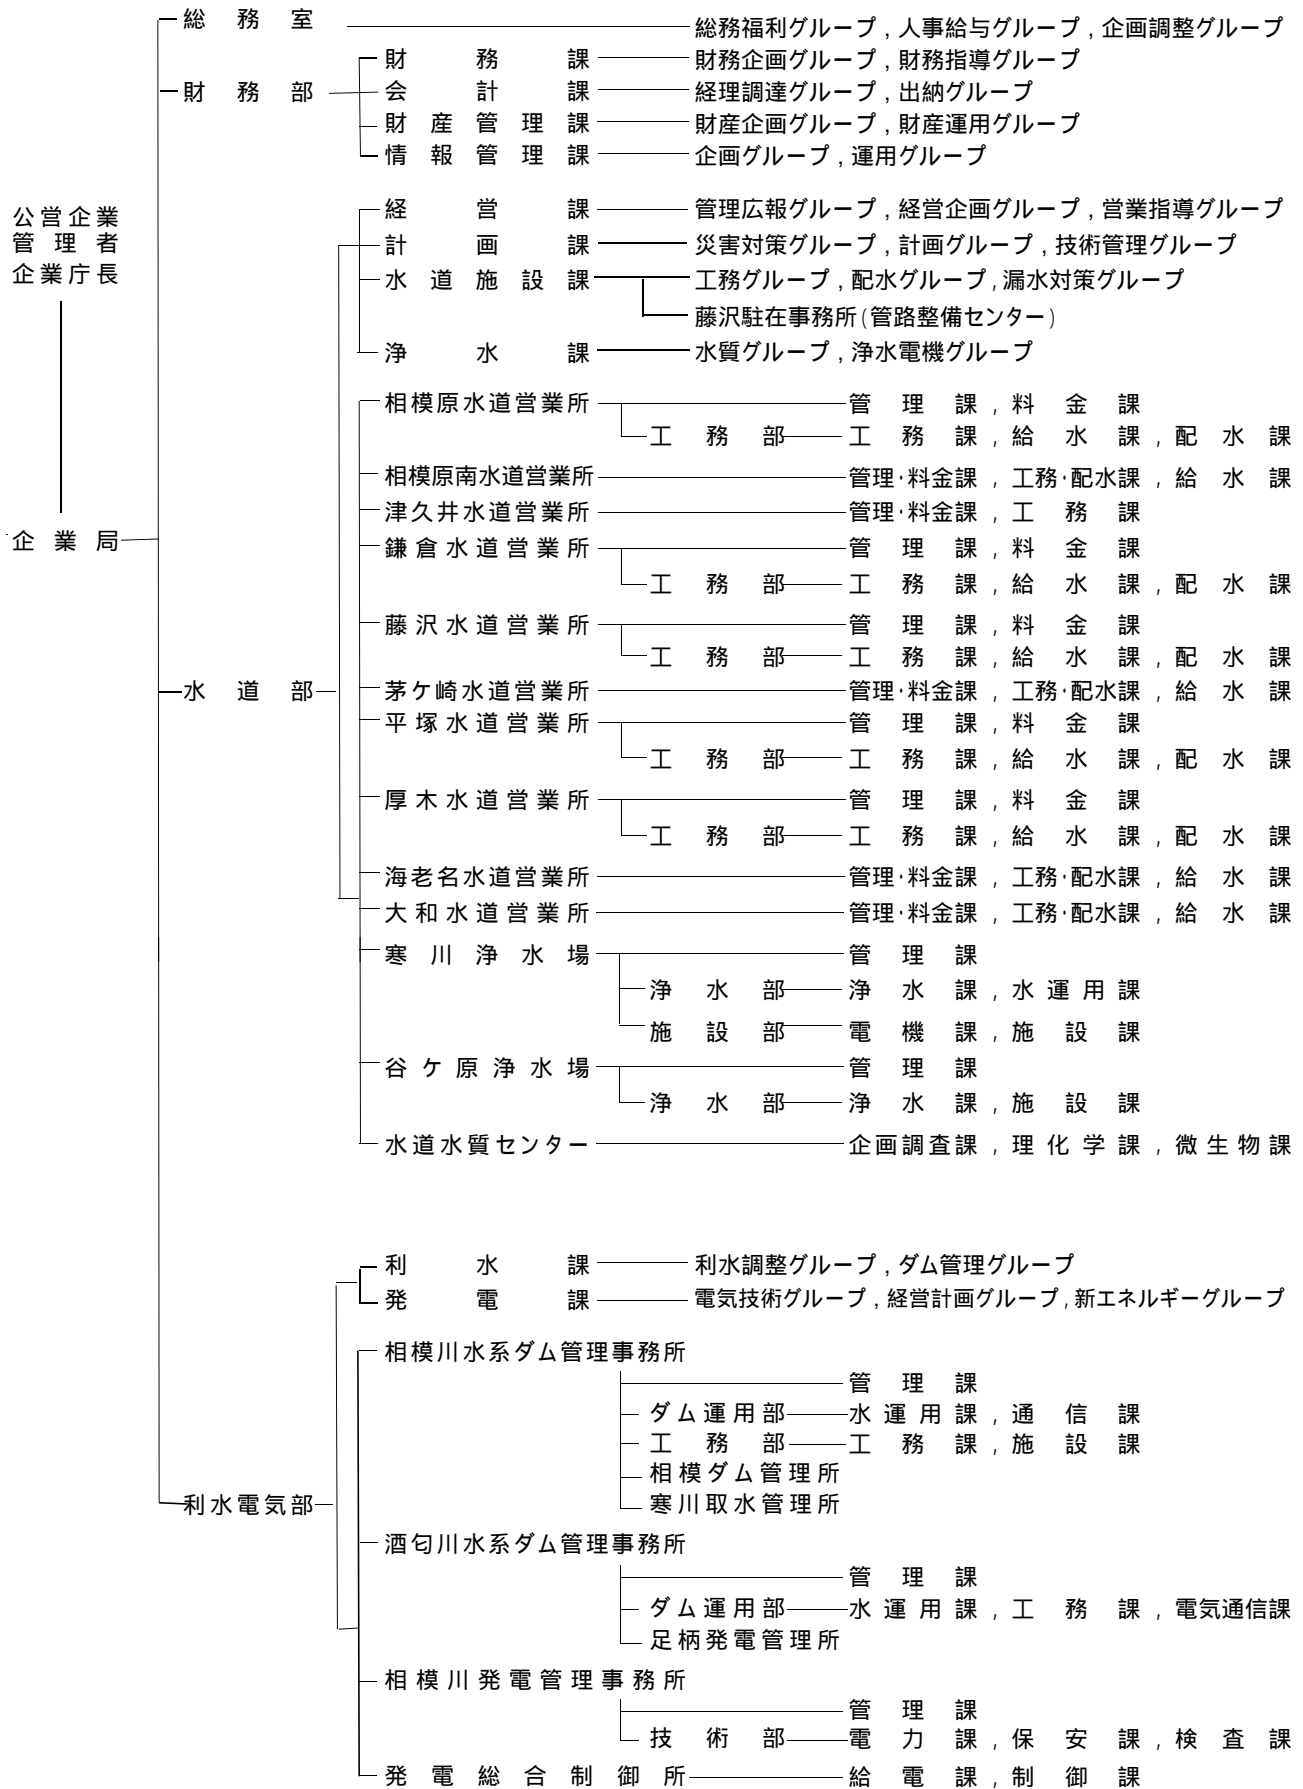 総務室 総務福利グループ，人事給与グループ，企画調整グループ
財務課 財務企画グループ，財務指導グループ
財務部 会計課 経理調達グループ，出納グループ
財産管理課 財産企画グループ，財産運用グループ
情報管理課 企画グループ，運用グループ
公営企業
管理者
企業庁長
企業局
経営課 管理広報グループ，経営企画グループ，営業指導グループ
計画課 災害対策グループ，計画グループ，技術管理グループ
水道施設課 工務グループ，配水グループ，漏水対策グループ
藤沢駐在事務所(管路整備センター)
浄水課 水質グループ，浄水電機グループ
相模原水道営業所 管理課，料金課
工務部 工務課，給水課，配水課
相模原南水道営業所 管理・料金課，工務・配水課，給水課
津久井水道営業所 管理・料金課，工務課
鎌倉水道営業所 管理課，料金課
工務部 工務課，給水課，配水課
藤沢水道営業所 管理課，料金課
工務部 工務課，給水課，配水課
水道部 茅ケ崎水道営業所 管理・料金課，工務・配水課，給水課
平塚水道営業所 管理課，料金課
工務部 工務課，給水課，配水課
厚木水道営業所 管理課，料金課
工務部 工務課，給水課，配水課
海老名水道営業所 管理・料金課，工務・配水課，給水課
大和水道営業所 管理・料金課，工務・配水課，給水課
寒川浄水場 管理課
浄水部 浄水課，水運用課
施設部 電機課，施設課
谷ケ原浄水場 管理課
浄水部 浄水課，施設課
水道水質センター 企画調査課，理化学課，微生物課
利水課 利水調整グループ，ダム管理グループ
発電課 電気技術グループ，経営計画グループ，新エネルギーグループ
相模川水系ダム管理事務所
管理課
ダム運用部 水運用課，通信課
工務部 工務課，施設課
相模ダム管理所
寒川取水管理所
利水電気部
酒匂川水系ダム管理事務所
管理課
ダム運用部 水運用課，工務課，電気通信課
足柄発電管理所
相模川発電管理事務所
管理課
技術部 電力課，保安課，検査課
発電総合制御所 給電課，制御課